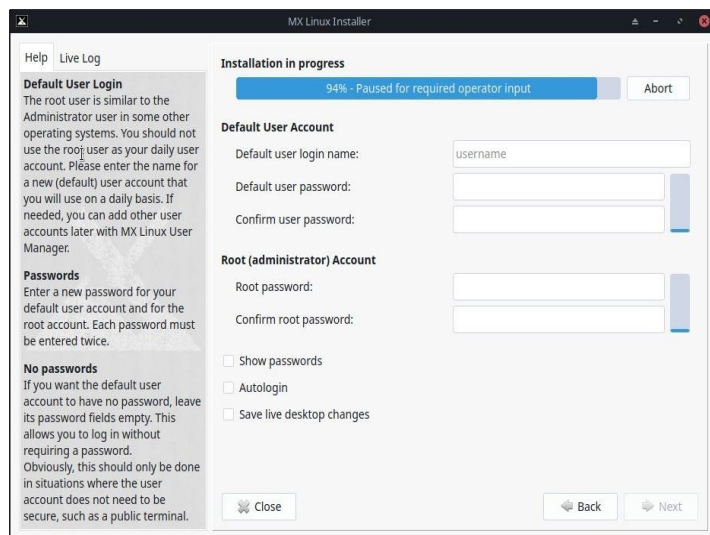 MX Linux Installer
Help
Live Log
Default User Login
The root user is similar to the
Administrator user in some other
operating systems. You should not
use the root user as your daily user
account. Please enter the name for
a new (default) user account that
you will use on a daily basis. If
needed, you can add other user
accounts later with MX Linux User
Manager.
Passwords
Enter a new password for your
default user account and for the
root account. Each password must
be entered twice.
No passwords
If you want the default user
account to have no password, leave
its password fields empty. This
allows you to log in without
requiring a password.
Obviously, this should only be done
in situations where the user
account does not need to be
secure, such as a public terminal.
Installation in progress
94% - Paused for required operator input
Abort
Default User Account
Default user login name:
username
Default user password:
Confirm user password:
Root (administrator) Account
Root password:
Confirm root password:
Show passwords
Autologin
Save live desktop changes
Close
Back
Next